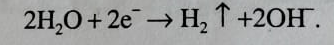 2H₂O + 2e⁻ → H₂ ↑ +2OH⁻.